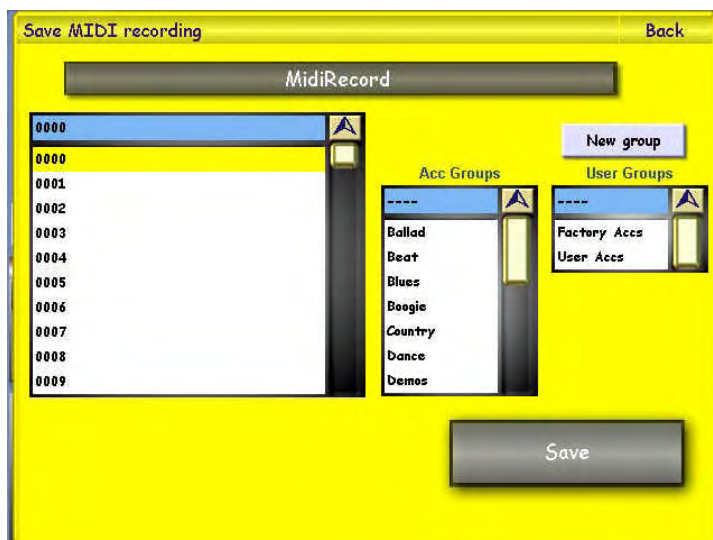 Save MIDI recording
Back
MidiRecord
0000
0000
0001
0002
0003
0004
0005
0006
0007
0008
0009
New group
Acc Groups
----
Ballad
Beat
Blues
Boogie
Country
Dance
Demos
User Groups
----
Factory Accs
User Accs
Save